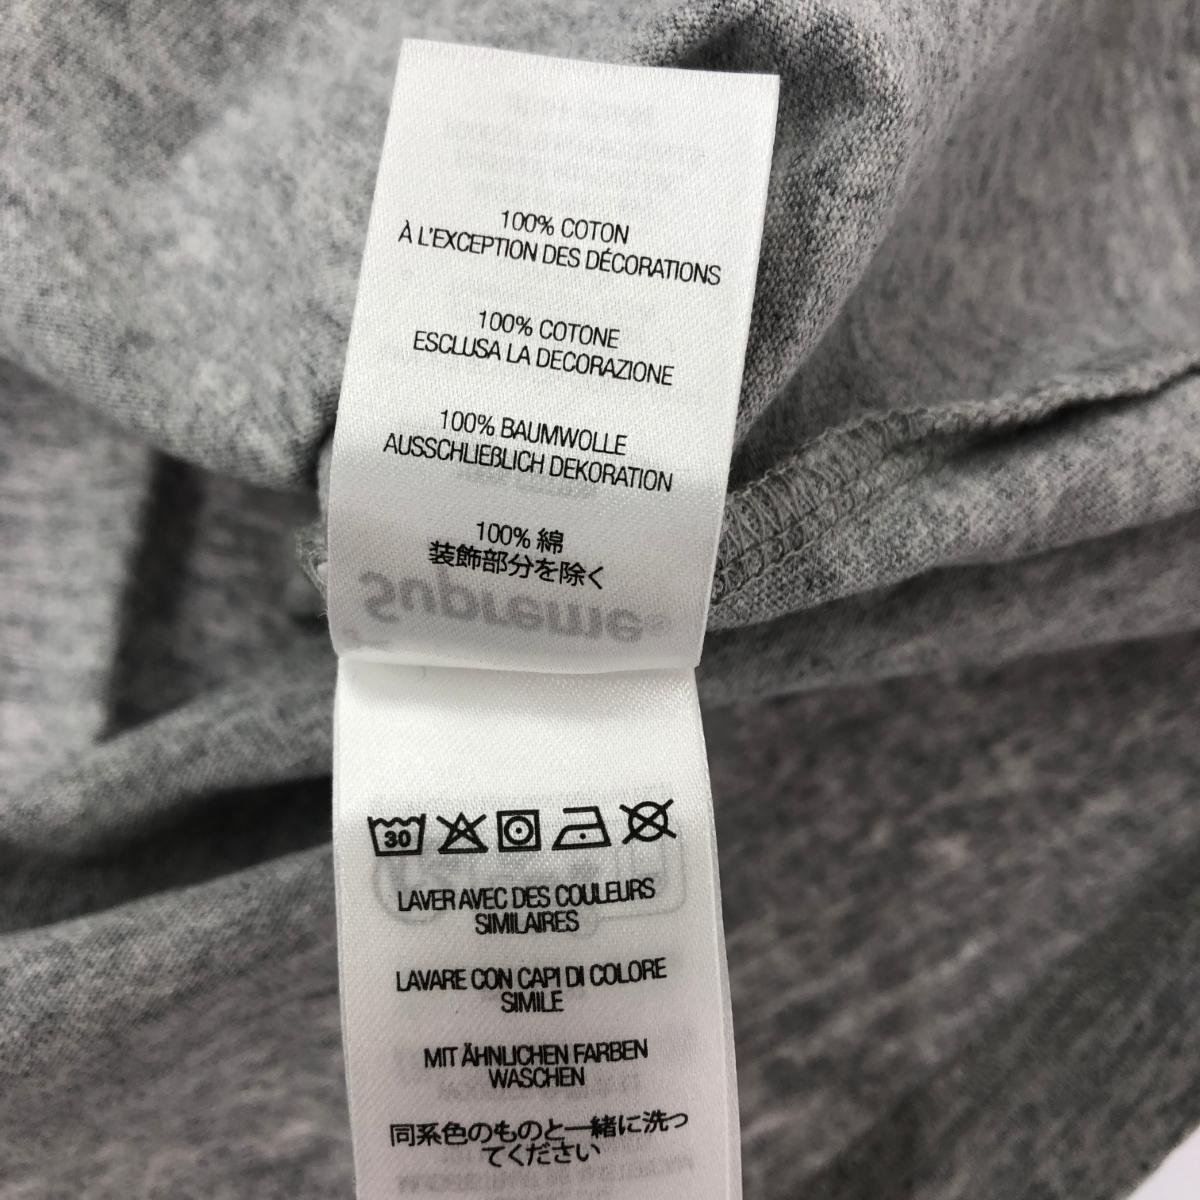 100% COTON
À L'EXCEPTION DES DÉCORATIONS
100% COTONE
ESCLUSA LA DECORAZIONE
100% BAUMWOLLE
AUSSCHLIEßLICH DEKORATION
100% 綿
装飾部分を除く
Supreme
30
LAVER AVEC DES COULEURS
SIMILAIRES
LAVARE CON CAPI DI COLORE
SIMILE
MIT ÄHNLICHEN FARBEN
WASCHEN
同系色のものと一緒に洗っ
てください